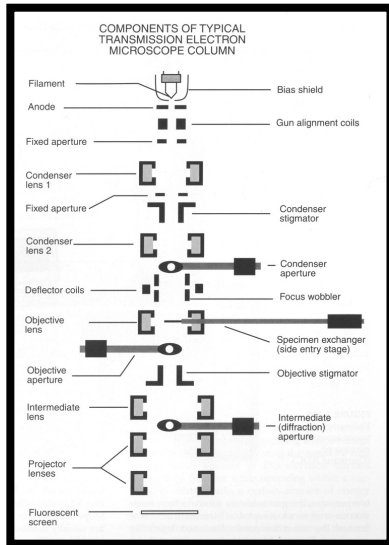 COMPONENTS OF TYPICAL
TRANSMISSION ELECTRON
MICROSCOPE COLUMN
Filament
Bias shield
Anode
Gun alignment coils
Fixed aperture
Condenser
lens 1
Fixed aperture
Condenser
stigmator
Condenser
lens 2
Condenser
aperture
Deflector coils
Focus wobbler
Objective
lens
Specimen exchanger
(side entry stage)
Objective
aperture
Objective stigmator
Intermediate
lens
Intermediate
(diffraction)
aperture
Projector
lenses
Fluorescent
screen